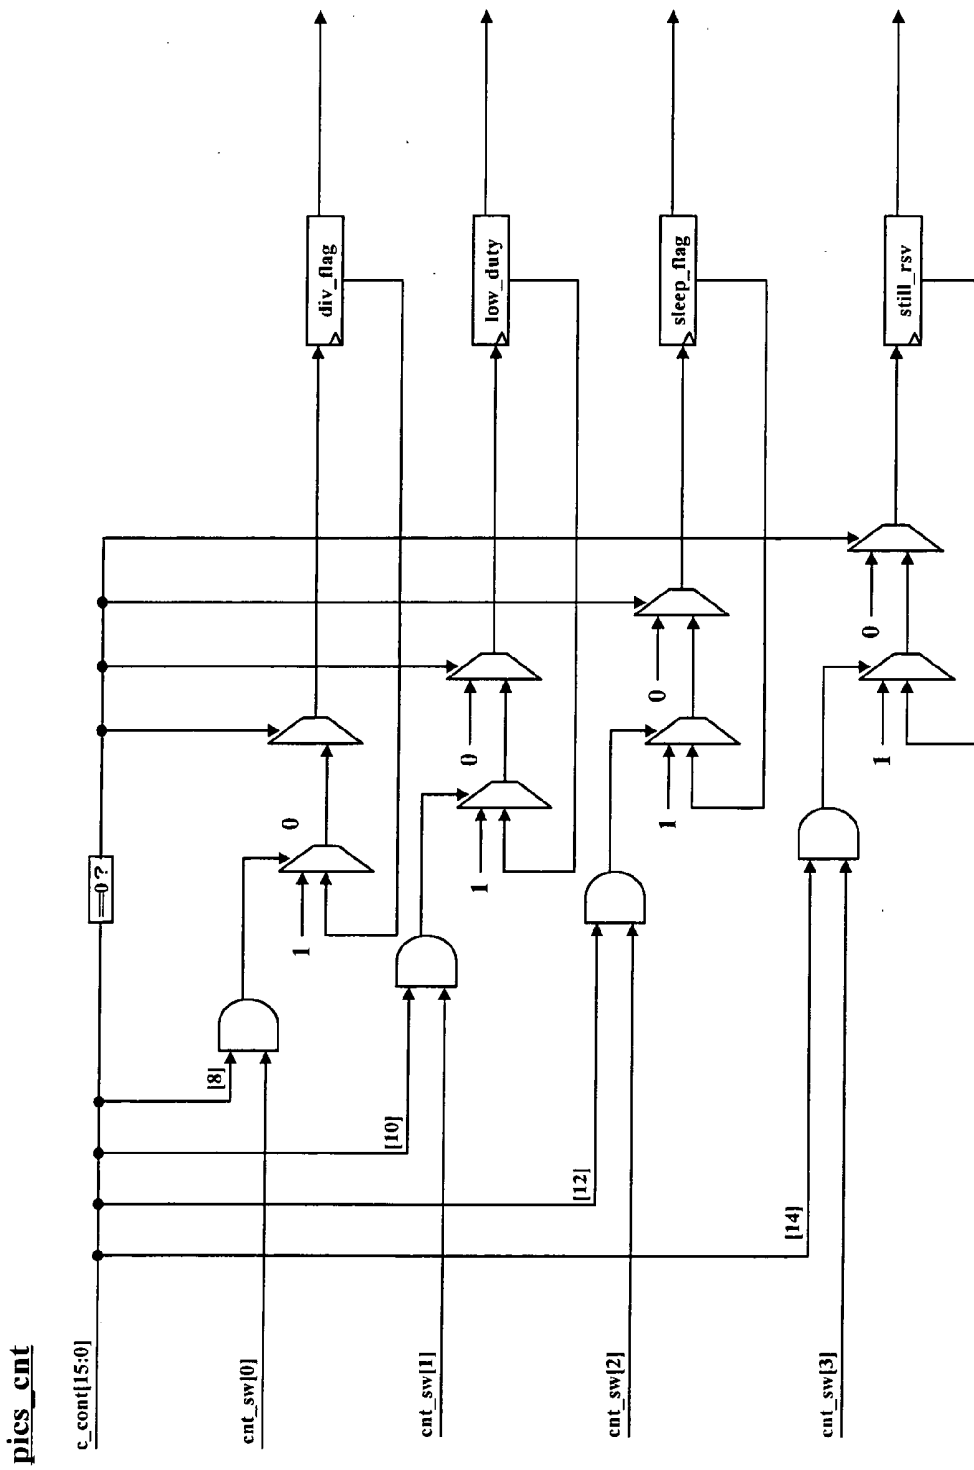 pics_cnt
c_cont[15:0]
==0 ?
cnt_sw[0]
[8]
1
0
div_flag
cnt_sw[1]
[10]
1
0
low_duty
cnt_sw[2]
[12]
1
0
sleep_flag
cnt_sw[3]
[14]
1
0
still_rsv